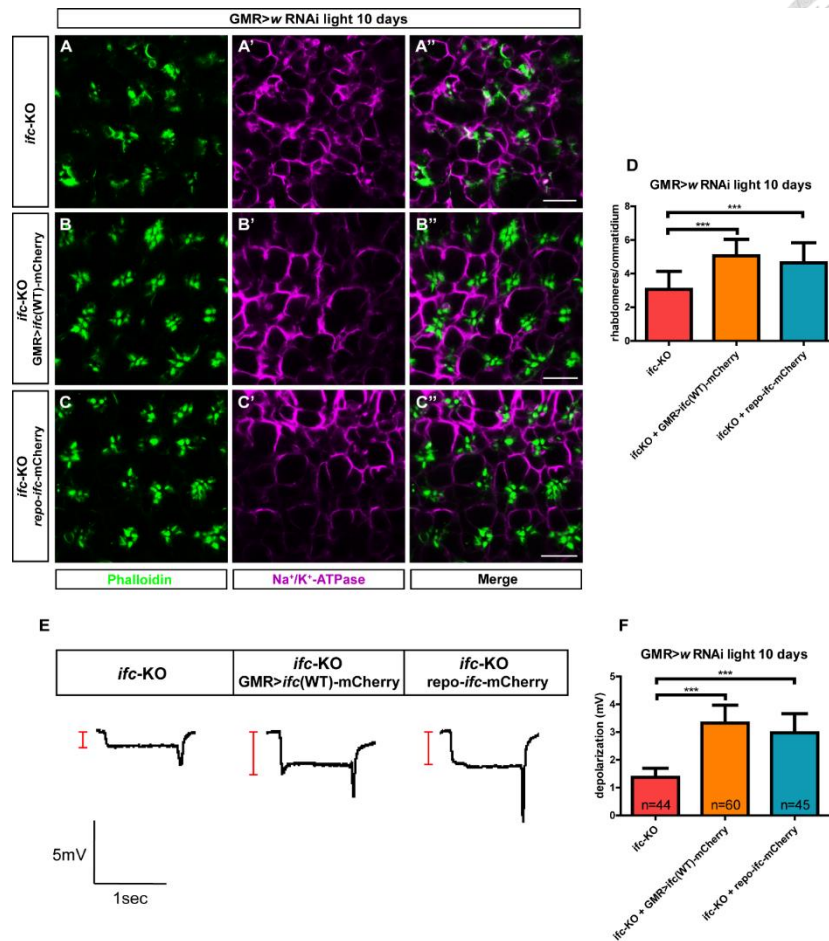 GMR>w RNAi light 10 days
A
A'
A''
ifc-KO
B
B'
B''
ifc-KO
GMR>ifc(WT)-mCherry
C
C'
C''
ifc-KO
repo-ifc-mCherry
Phalloidin
Na⁺/K⁺-ATPase
Merge
D
GMR>w RNAi light 10 days
***
***
rhabdomeres/ommatidium
8
6
4
2
0
ifc-KO
ifcKO + GMR>ifc(WT)-mCherry
ifcKO + repo-ifc-mCherry
E
ifc-KO
ifc-KO
GMR>ifc(WT)-mCherry
ifc-KO
repo-ifc-mCherry
5mV
1sec
F
GMR>w RNAi light 10 days
***
***
depolarization (mV)
5
4
3
2
1
0
n=44
n=60
n=45
ifc-KO
ifc-KO + GMR>ifc(WT)-mCherry
ifc-KO + repo-ifc-mCherry